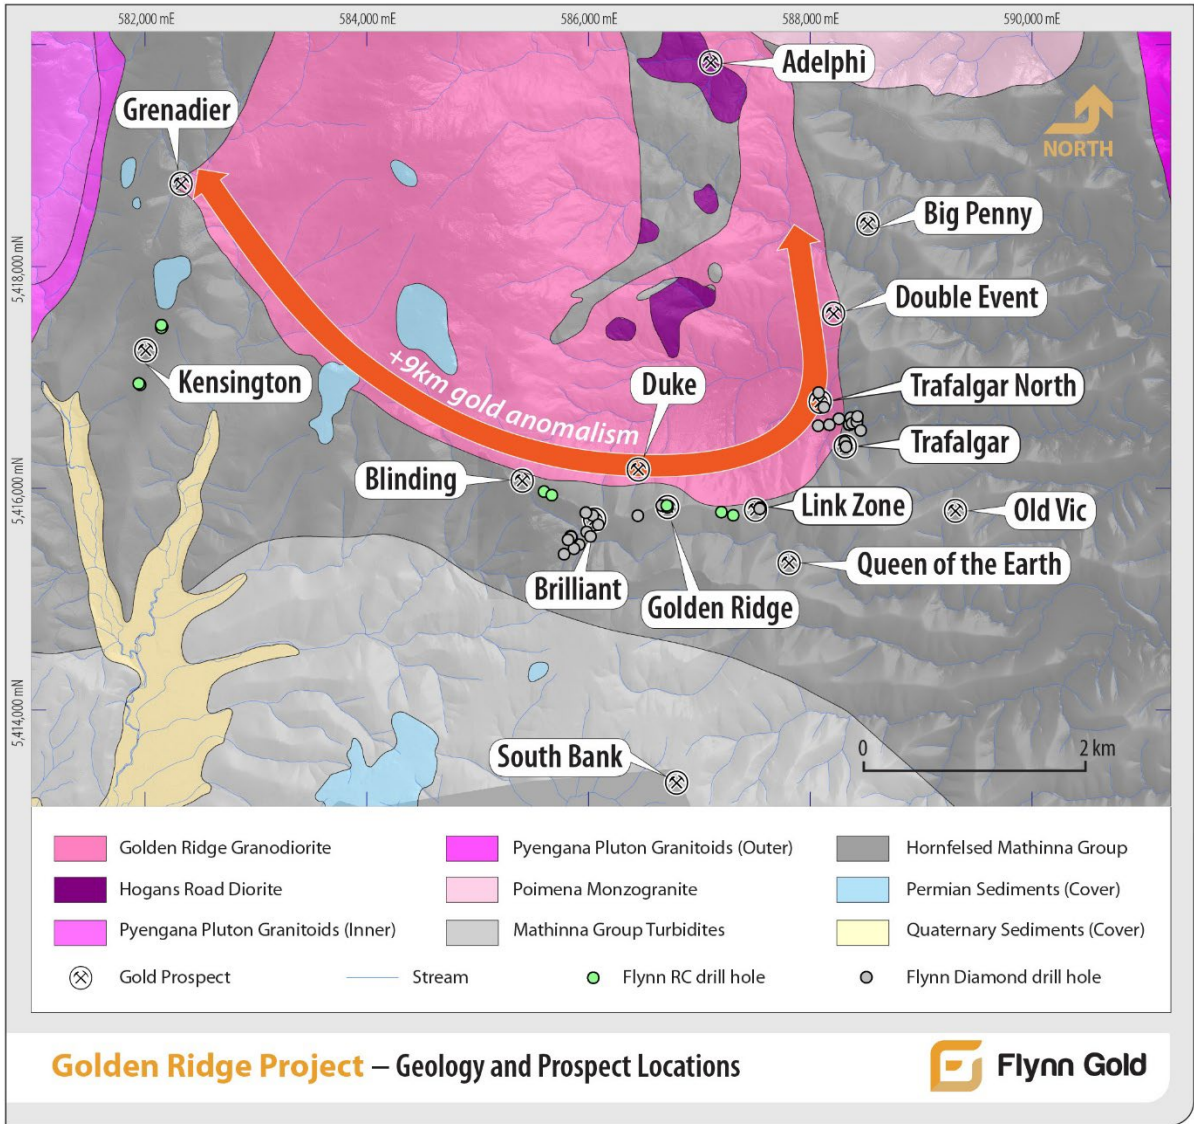 582,000 mE
584,000 mE
586,000 mE
588,000 mE
590,000 mE
Adelphi
Grenadier
NORTH
Big Penny
5,418,000 mN
Double Event
Kensington
+9km gold anomalism
Duke
Trafalgar North
Trafalgar
Blinding
5,416,000 mN
Link Zone
Old Vic
Queen of the Earth
Brilliant
Golden Ridge
5,414,000 mN
South Bank
0 2 km
Golden Ridge Granodiorite
Pyengana Pluton Granitoids (Outer)
Hornfelsed Mathinna Group
Hogans Road Diorite
Poimena Monzogranite
Permian Sediments (Cover)
Pyengana Pluton Granitoids (Inner)
Mathinna Group Turbidites
Quaternary Sediments (Cover)
Gold Prospect
Stream
Flynn RC drill hole
Flynn Diamond drill hole
Golden Ridge Project – Geology and Prospect Locations
Flynn Gold